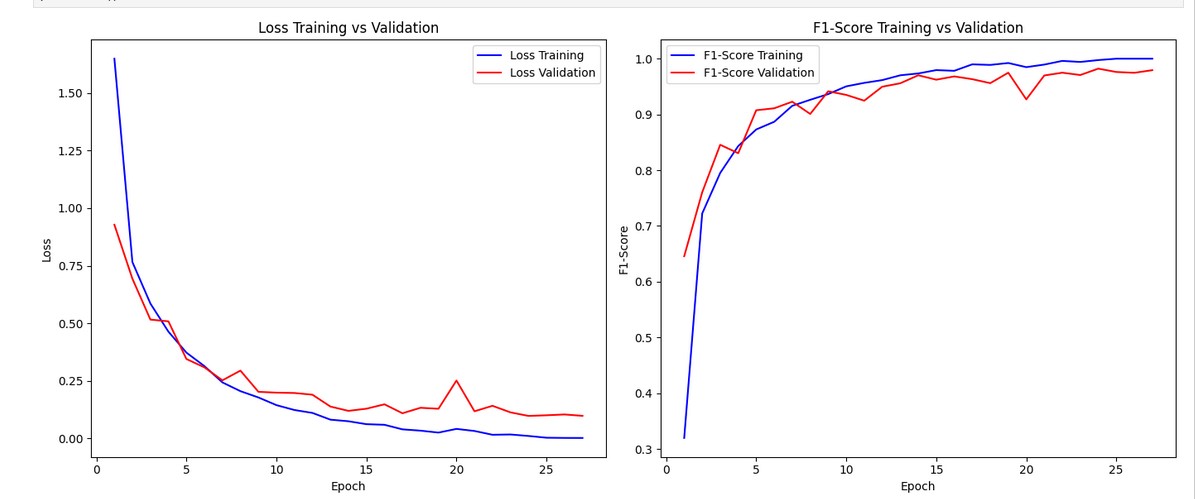 Loss Training vs Validation
Loss Training
Loss Validation
1.50
1.25
1.00
0.75
0.50
0.25
0.00
Loss
0
5
10
15
20
25
Epoch
F1-Score Training vs Validation
F1-Score Training
F1-Score Validation
1.0
0.9
0.8
0.7
0.6
0.5
0.4
0.3
F1-Score
0
5
10
15
20
25
Epoch